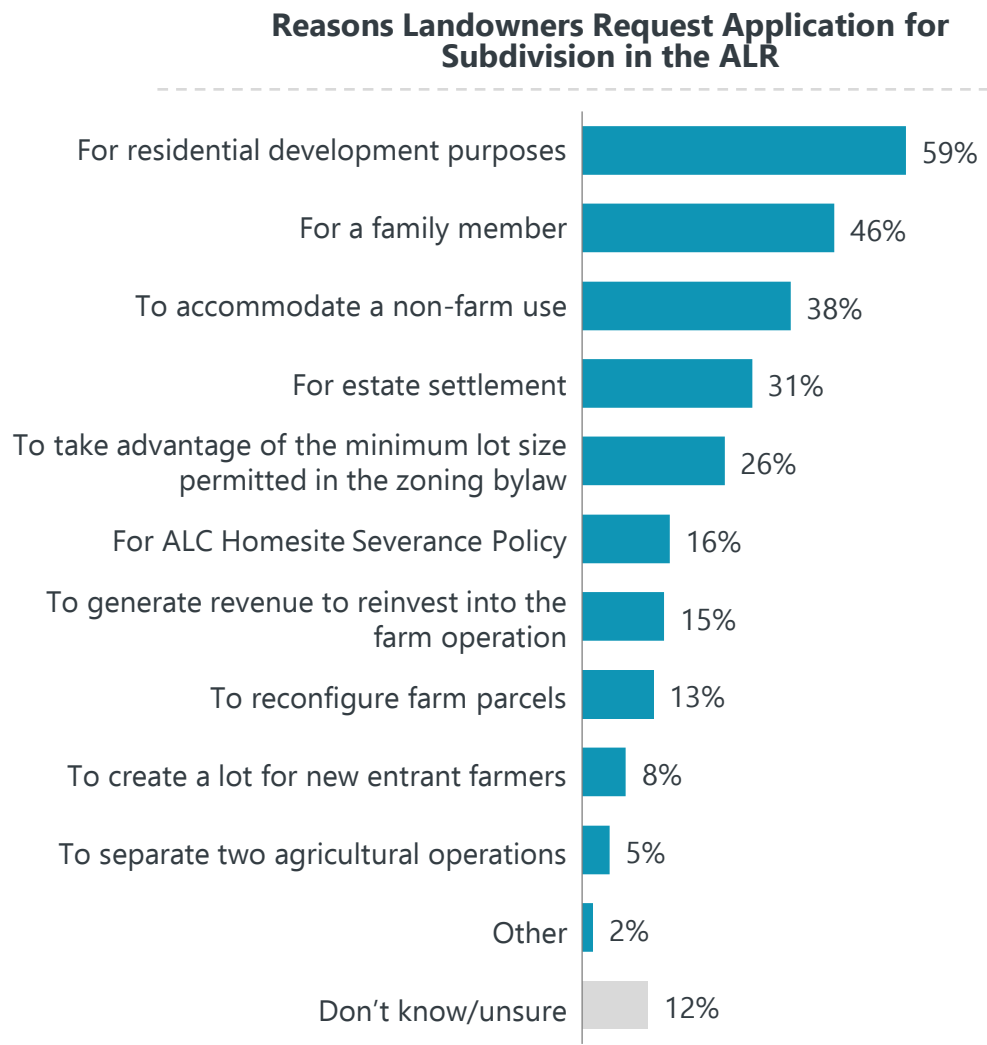 Reasons Landowners Request Application for
Subdivision in the ALR
For residential development purposes 59%
For a family member 46%
To accommodate a non-farm use 38%
For estate settlement 31%
To take advantage of the minimum lot size
permitted in the zoning bylaw 26%
For ALC Homesite Severance Policy 16%
To generate revenue to reinvest into the
farm operation 15%
To reconfigure farm parcels 13%
To create a lot for new entrant farmers 8%
To separate two agricultural operations 5%
Other 2%
Don’t know/unsure 12%